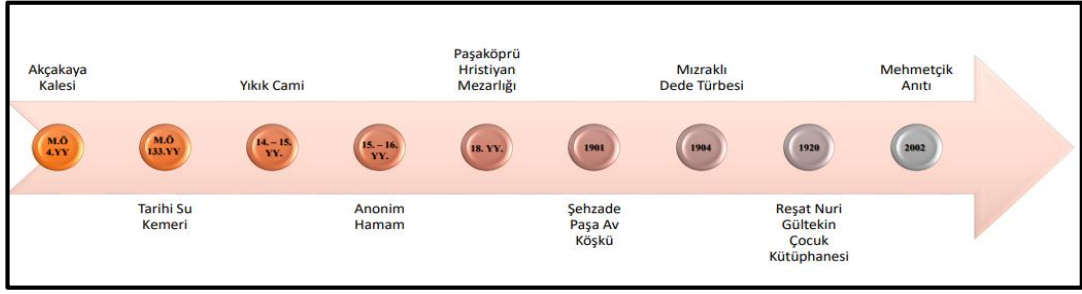 Akçakaya
Kalesi
M.Ö
4.YY
Tarihi Su
Kemeri
M.Ö
133.YY
Yıkık Cami
14. – 15.
YY.
Anonim
Hamam
15. – 16.
YY.
Paşaköprü
Hristiyan
Mezarlığı
18. YY.
Şehzade
Paşa Av
Köşkü
1901
Mızraklı
Dede Türbesi
1904
Reşat Nuri
Gültekin
Çocuk
Kütüphanesi
1920
Mehmetçik
Anıtı
2002